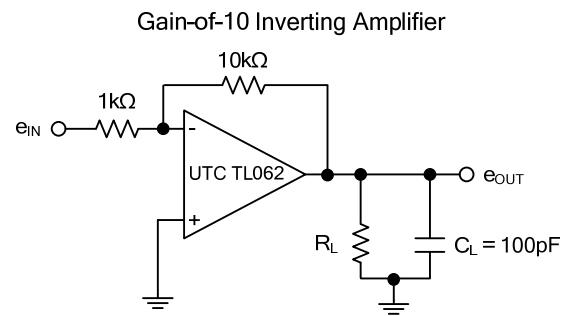 Gain-of-10 Inverting Amplifier
10kΩ
1kΩ
eIN
-
UTC TL062
eOUT
+
RL
CL = 100pF